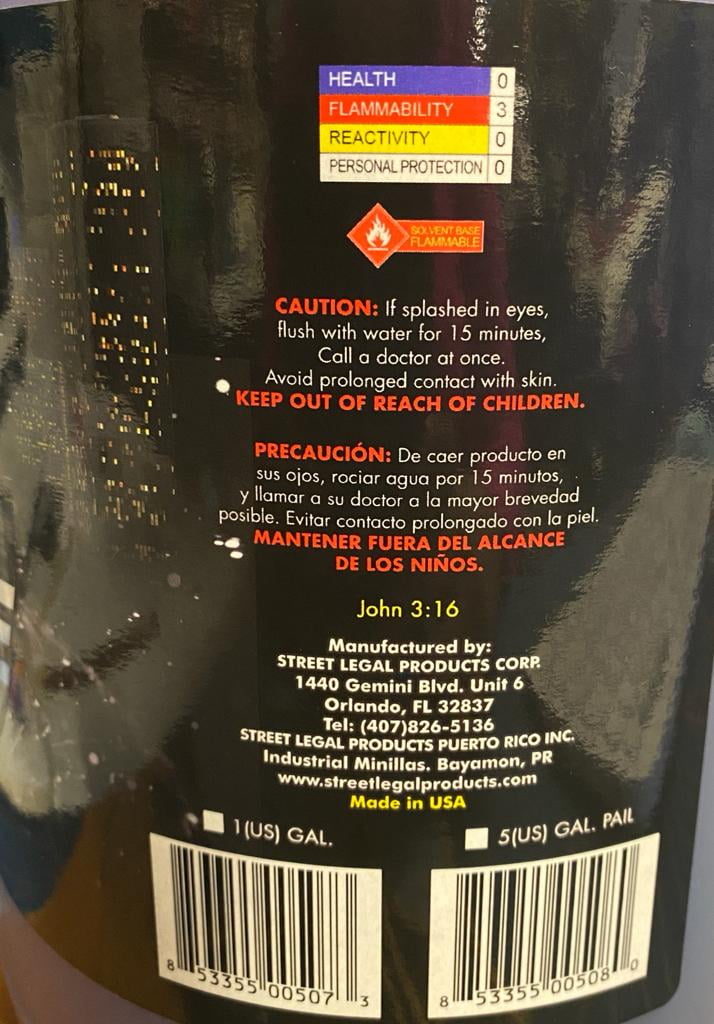 HEALTH 0
FLAMMABILITY 3
REACTIVITY 0
PERSONAL PROTECTION 0
SOLVENT BASE
FLAMMABLE
CAUTION: If splashed in eyes,
flush with water for 15 minutes,
Call a doctor at once.
Avoid prolonged contact with skin.
KEEP OUT OF REACH OF CHILDREN.
PRECAUCIÓN: De caer producto en
sus ojos, rociar agua por 15 minutos,
y llamar a su doctor a la mayor brevedad
posible. Evitar contacto prolongado con la piel.
MANTENER FUERA DEL ALCANCE
DE LOS NIÑOS.
John 3:16
Manufactured by:
STREET LEGAL PRODUCTS CORP.
1440 Gemini Blvd. Unit 6
Orlando, FL 32837
Tel: (407)826-5136
STREET LEGAL PRODUCTS PUERTO RICO INC.
Industrial Minillas. Bayamon, PR
www.streetlegalproducts.com
Made in USA
1(US) GAL.
5(US) GAL. PAIL
8 53355 00507 3
8 53355 00508 0